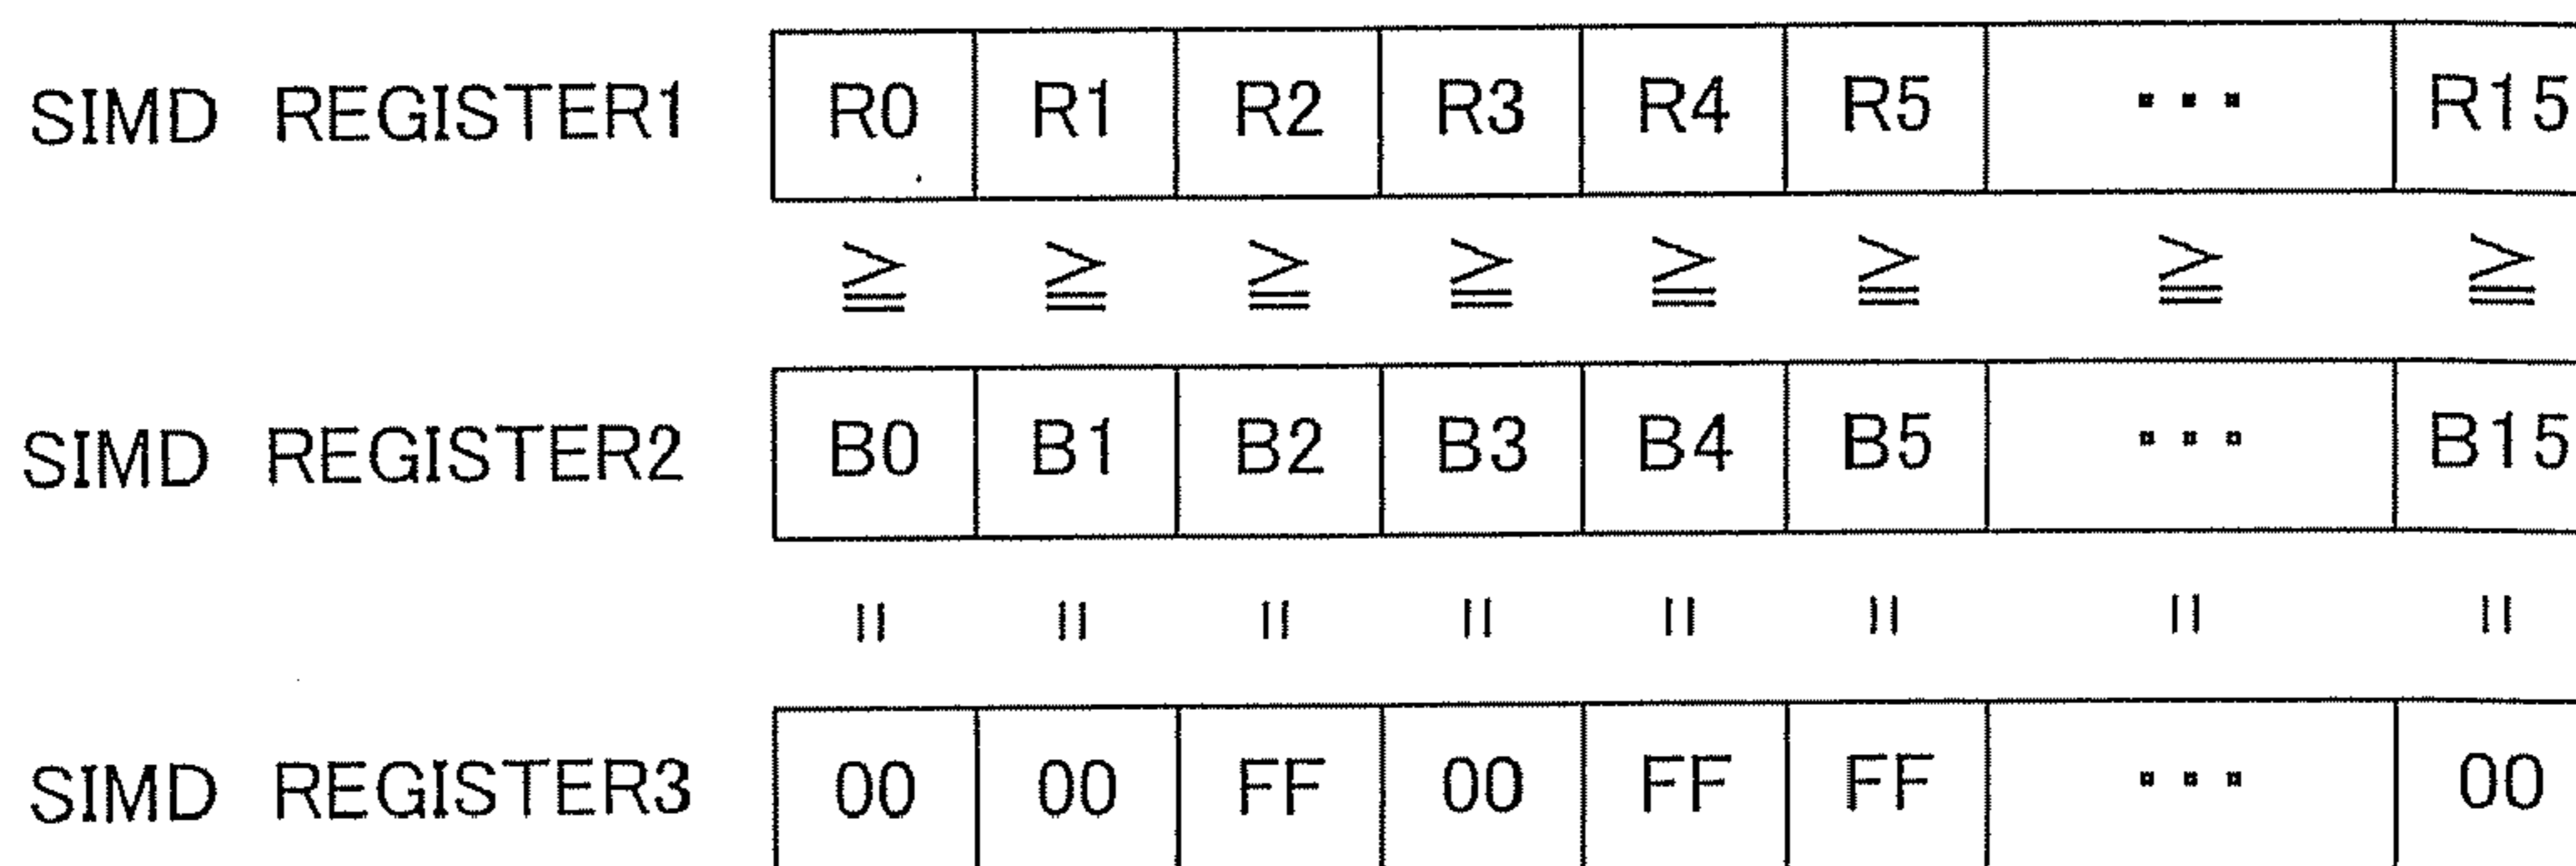 SIMD REGISTER1 R0 R1 R2 R3 R4 R5 ... R15
≧ ≧ ≧ ≧ ≧ ≧ ≧ ≧
SIMD REGISTER2 B0 B1 B2 B3 B4 B5 ... B15
= = = = = = = =
SIMD REGISTER3 00 00 FF 00 FF FF ... 00